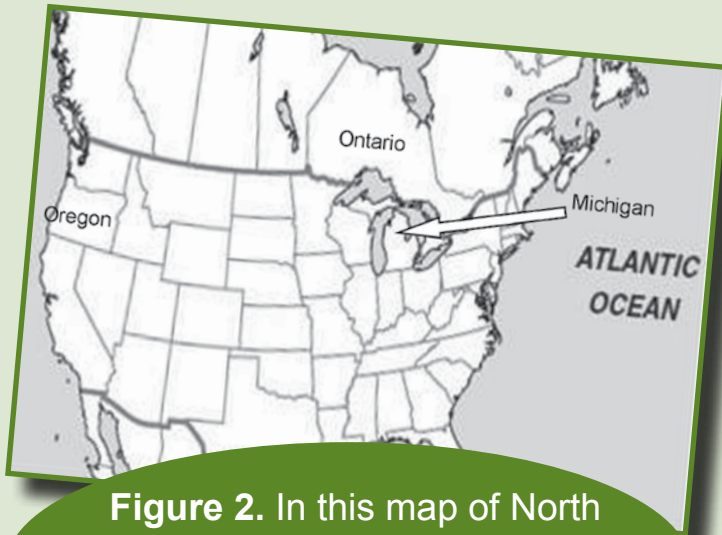 Ontario
Oregon
Michigan
ATLANTIC
OCEAN
Figure 2. In this map of North